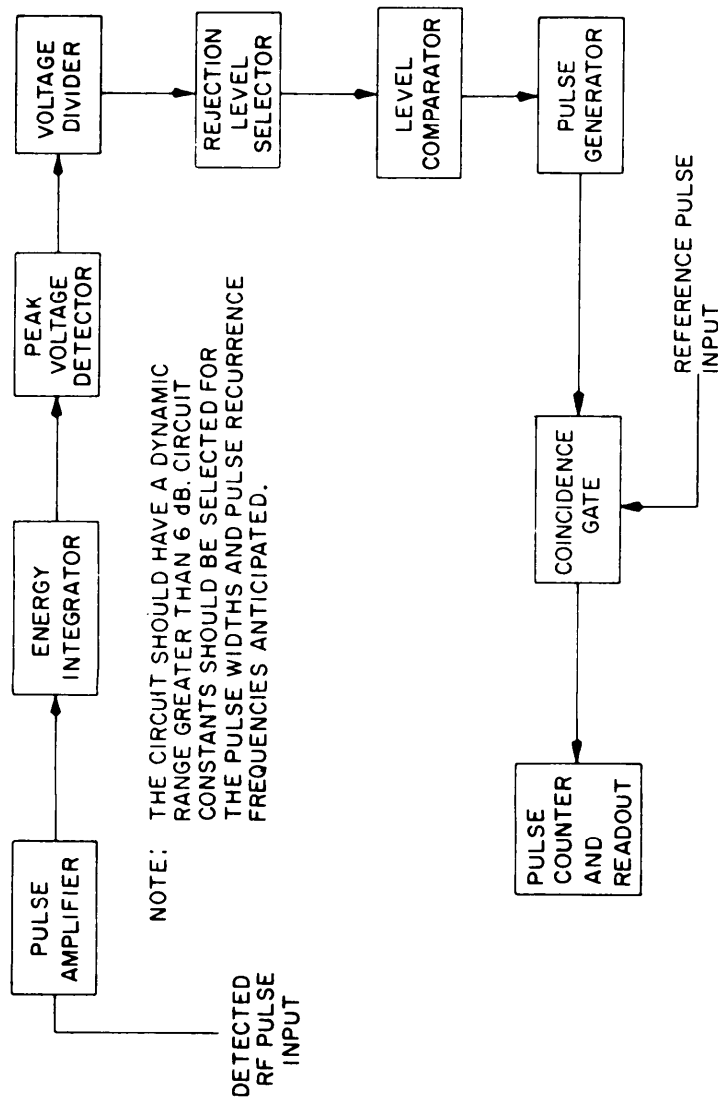 DETECTED
RF PULSE
INPUT
PULSE
AMPLIFIER
ENERGY
INTEGRATOR
PEAK
VOLTAGE
DETECTOR
VOLTAGE
DIVIDER
REJECTION
LEVEL
SELECTOR
LEVEL
COMPARATOR
PULSE
GENERATOR
NOTE: THE CIRCUIT SHOULD HAVE A DYNAMIC
RANGE GREATER THAN 6 dB. CIRCUIT
CONSTANTS SHOULD BE SELECTED FOR
THE PULSE WIDTHS AND PULSE RECURRENCE
FREQUENCIES ANTICIPATED.
REFERENCE PULSE
INPUT
COINCIDENCE
GATE
PULSE
COUNTER
AND
READOUT